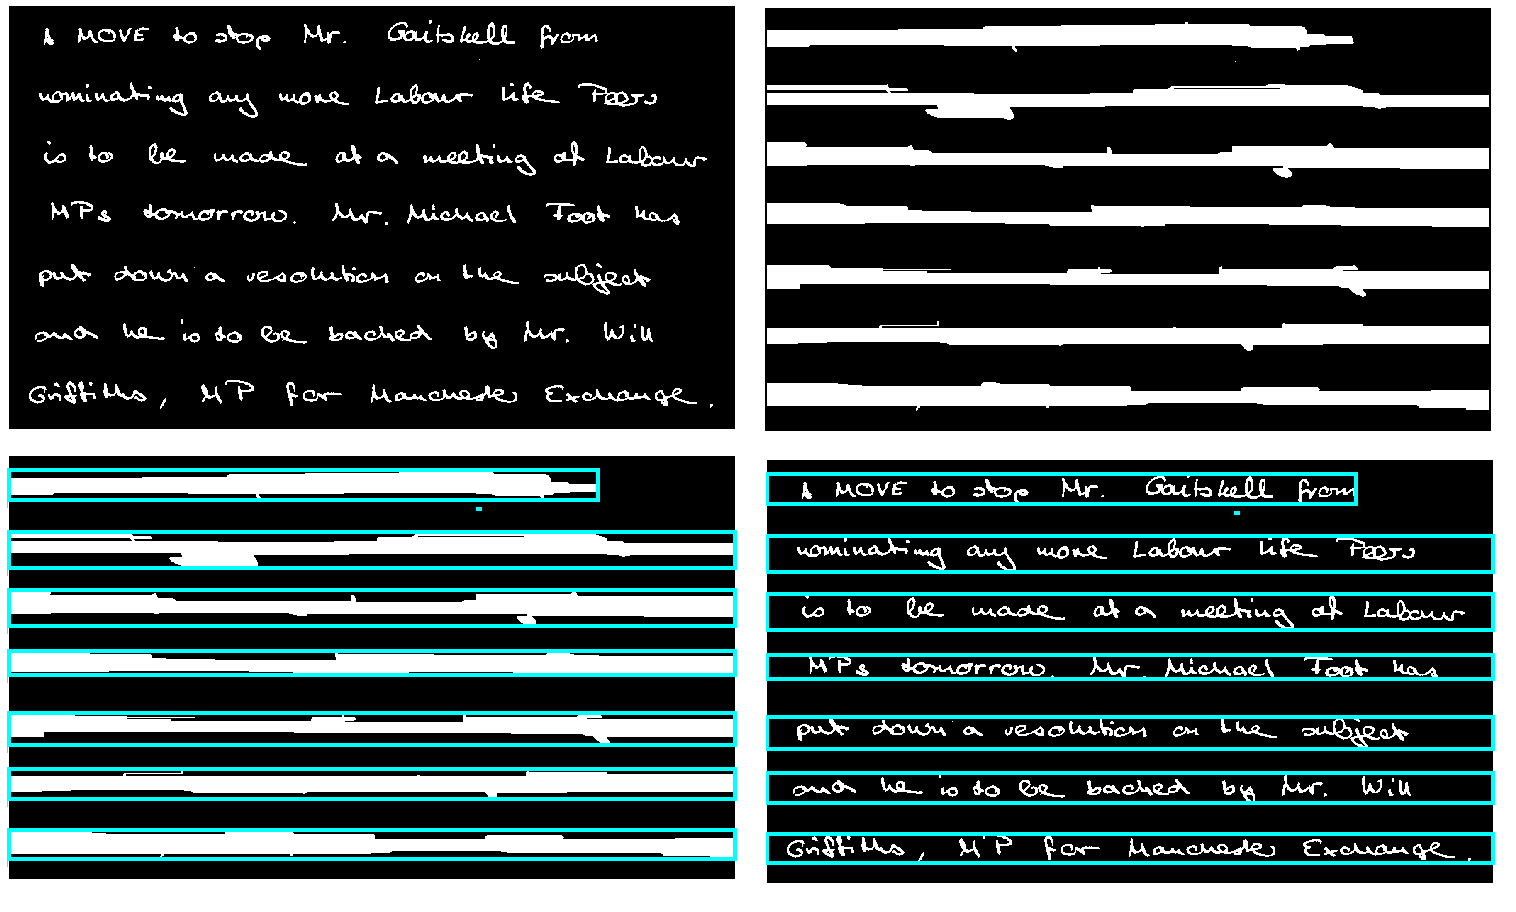 A MOVE to stop Mr. Gaitskell from
nominating any more Labour life Peers
is to be made at a meeting of Labour
MPs tomorrow. Mr. Michael Foot has
put down a resolution on the subject
and he is to be backed by Mr. Will
Griffiths, MP for Manchester Exchange.
A MOVE to stop Mr. Gaitskell from
nominating any more Labour life Peers
is to be made at a meeting of Labour
MPs tomorrow. Mr. Michael Foot has
put down a resolution on the subject
and he is to be backed by Mr. Will
Griffiths, MP for Manchester Exchange.